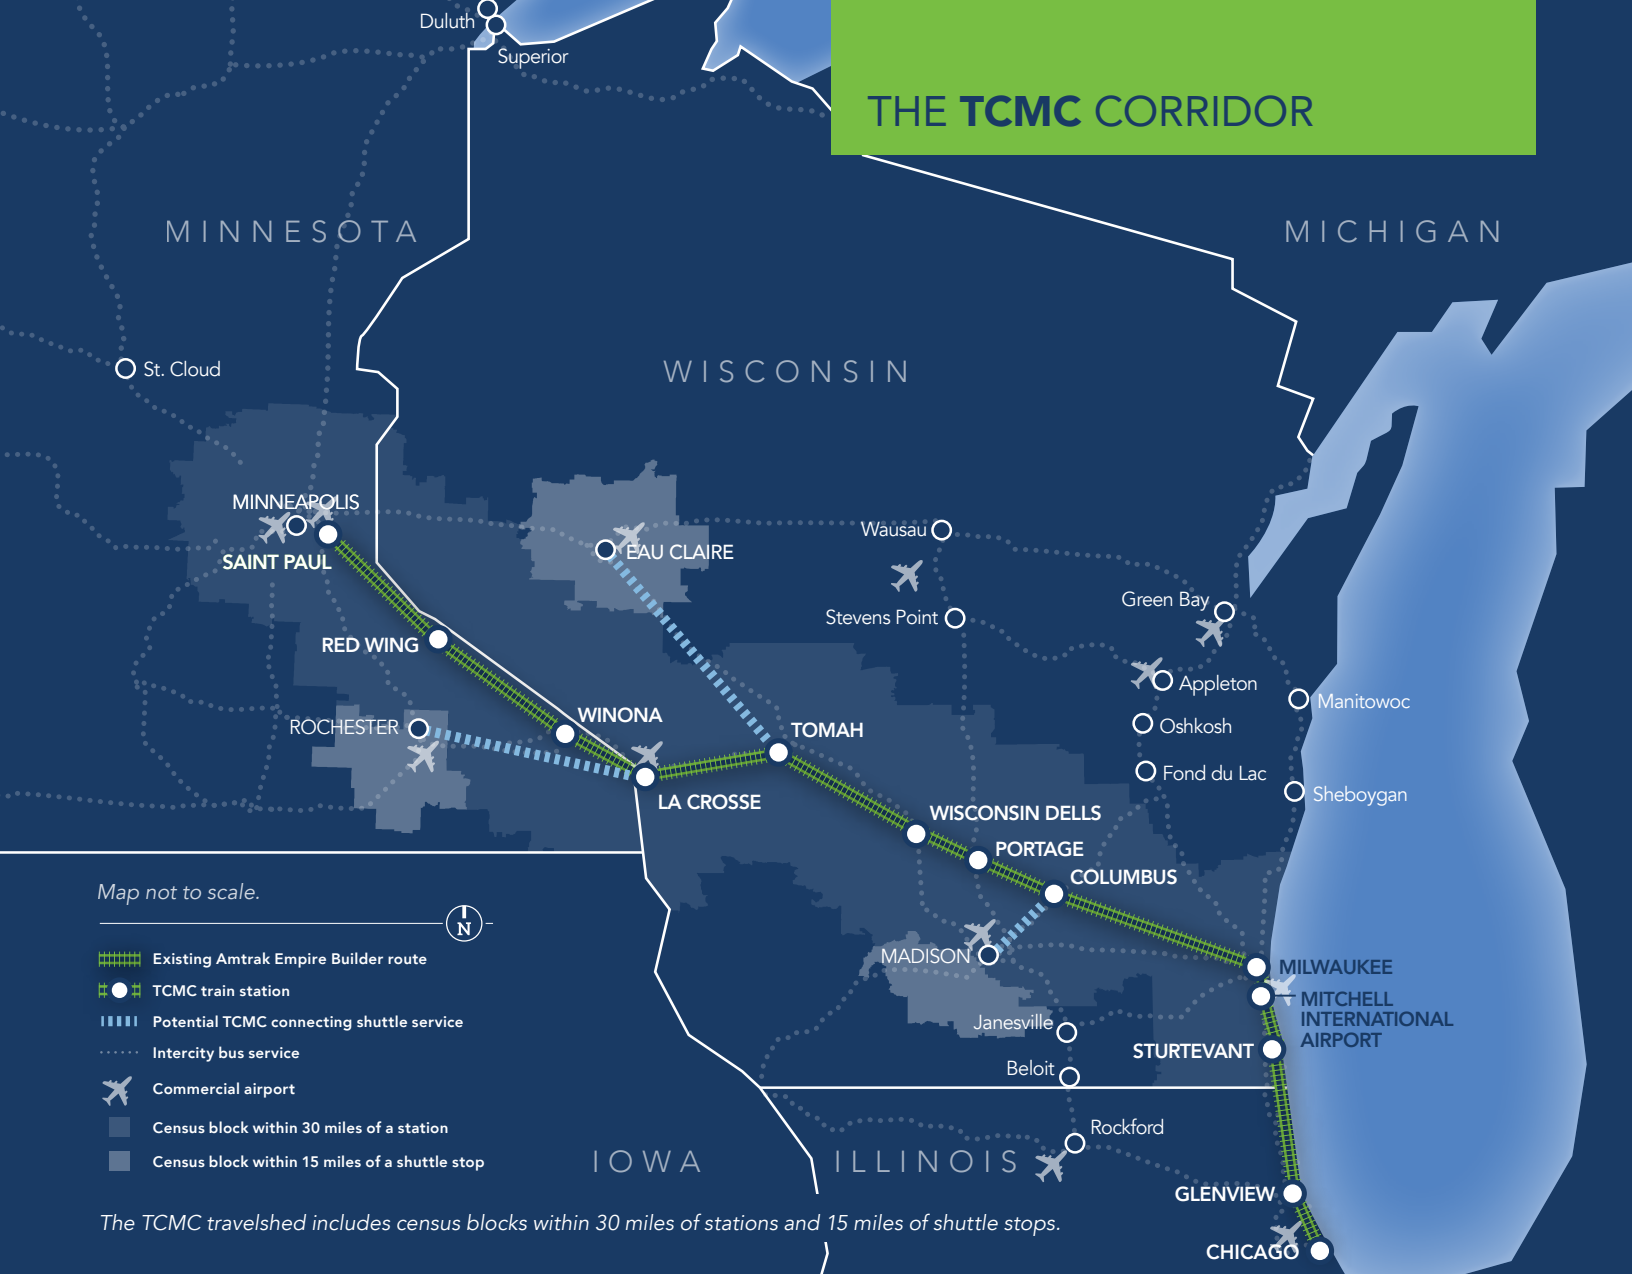 Duluth
Superior
THE TCMC CORRIDOR
MINNESOTA
MICHIGAN
St. Cloud
WISCONSIN
MINNEAPOLIS
SAINT PAUL
EAU CLAIRE
Wausau
Stevens Point
Green Bay
RED WING
Appleton
Manitowoc
ROCHESTER
WINONA
TOMAH
Oshkosh
Fond du Lac
LA CROSSE
Sheboygan
WISCONSIN DELLS
PORTAGE
COLUMBUS
MADISON
MILWAUKEE
MITCHELL
INTERNATIONAL
AIRPORT
Janesville
STURTEVANT
Beloit
Rockford
IOWA
ILLINOIS
GLENVIEW
CHICAGO
Map not to scale.
N
Existing Amtrak Empire Builder route
TCMC train station
Potential TCMC connecting shuttle service
Intercity bus service
Commercial airport
Census block within 30 miles of a station
Census block within 15 miles of a shuttle stop
The TCMC travelshed includes census blocks within 30 miles of stations and 15 miles of shuttle stops.